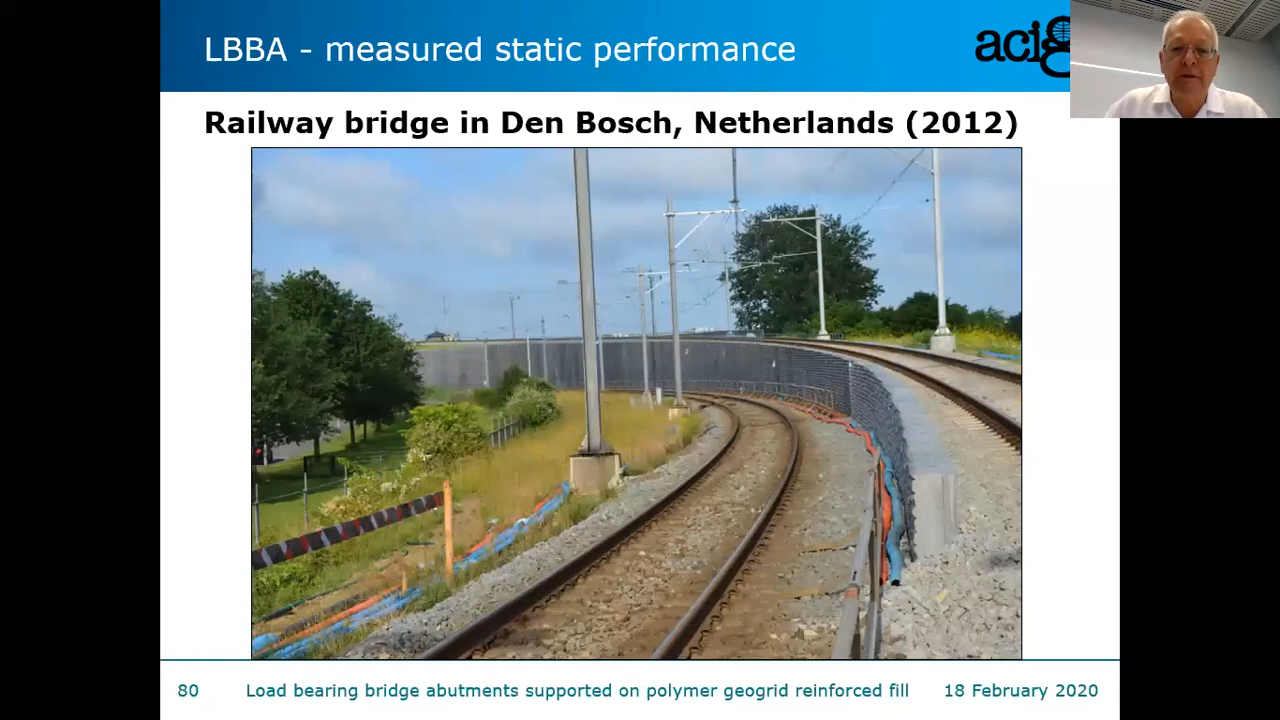 LBBA - measured static performance
acig
Railway bridge in Den Bosch, Netherlands (2012)
80 Load bearing bridge abutments supported on polymer geogrid reinforced fill 18 February 2020